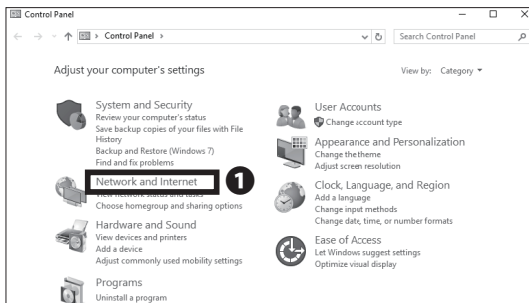 Control Panel
Control Panel
Search Control Panel
Adjust your computer's settings
View by: Category
System and Security
Review your computer's status
Save backup copies of your files with File
History
Backup and Restore (Windows 7)
Find and fix problems
Network and Internet
1
View network status and tasks
Choose homegroup and sharing options
Hardware and Sound
View devices and printers
Add a device
Adjust commonly used mobility settings
Programs
Uninstall a program
User Accounts
Change account type
Appearance and Personalization
Change the theme
Adjust screen resolution
Clock, Language, and Region
Add a language
Change input methods
Change date, time, or number formats
Ease of Access
Let Windows suggest settings
Optimize visual display